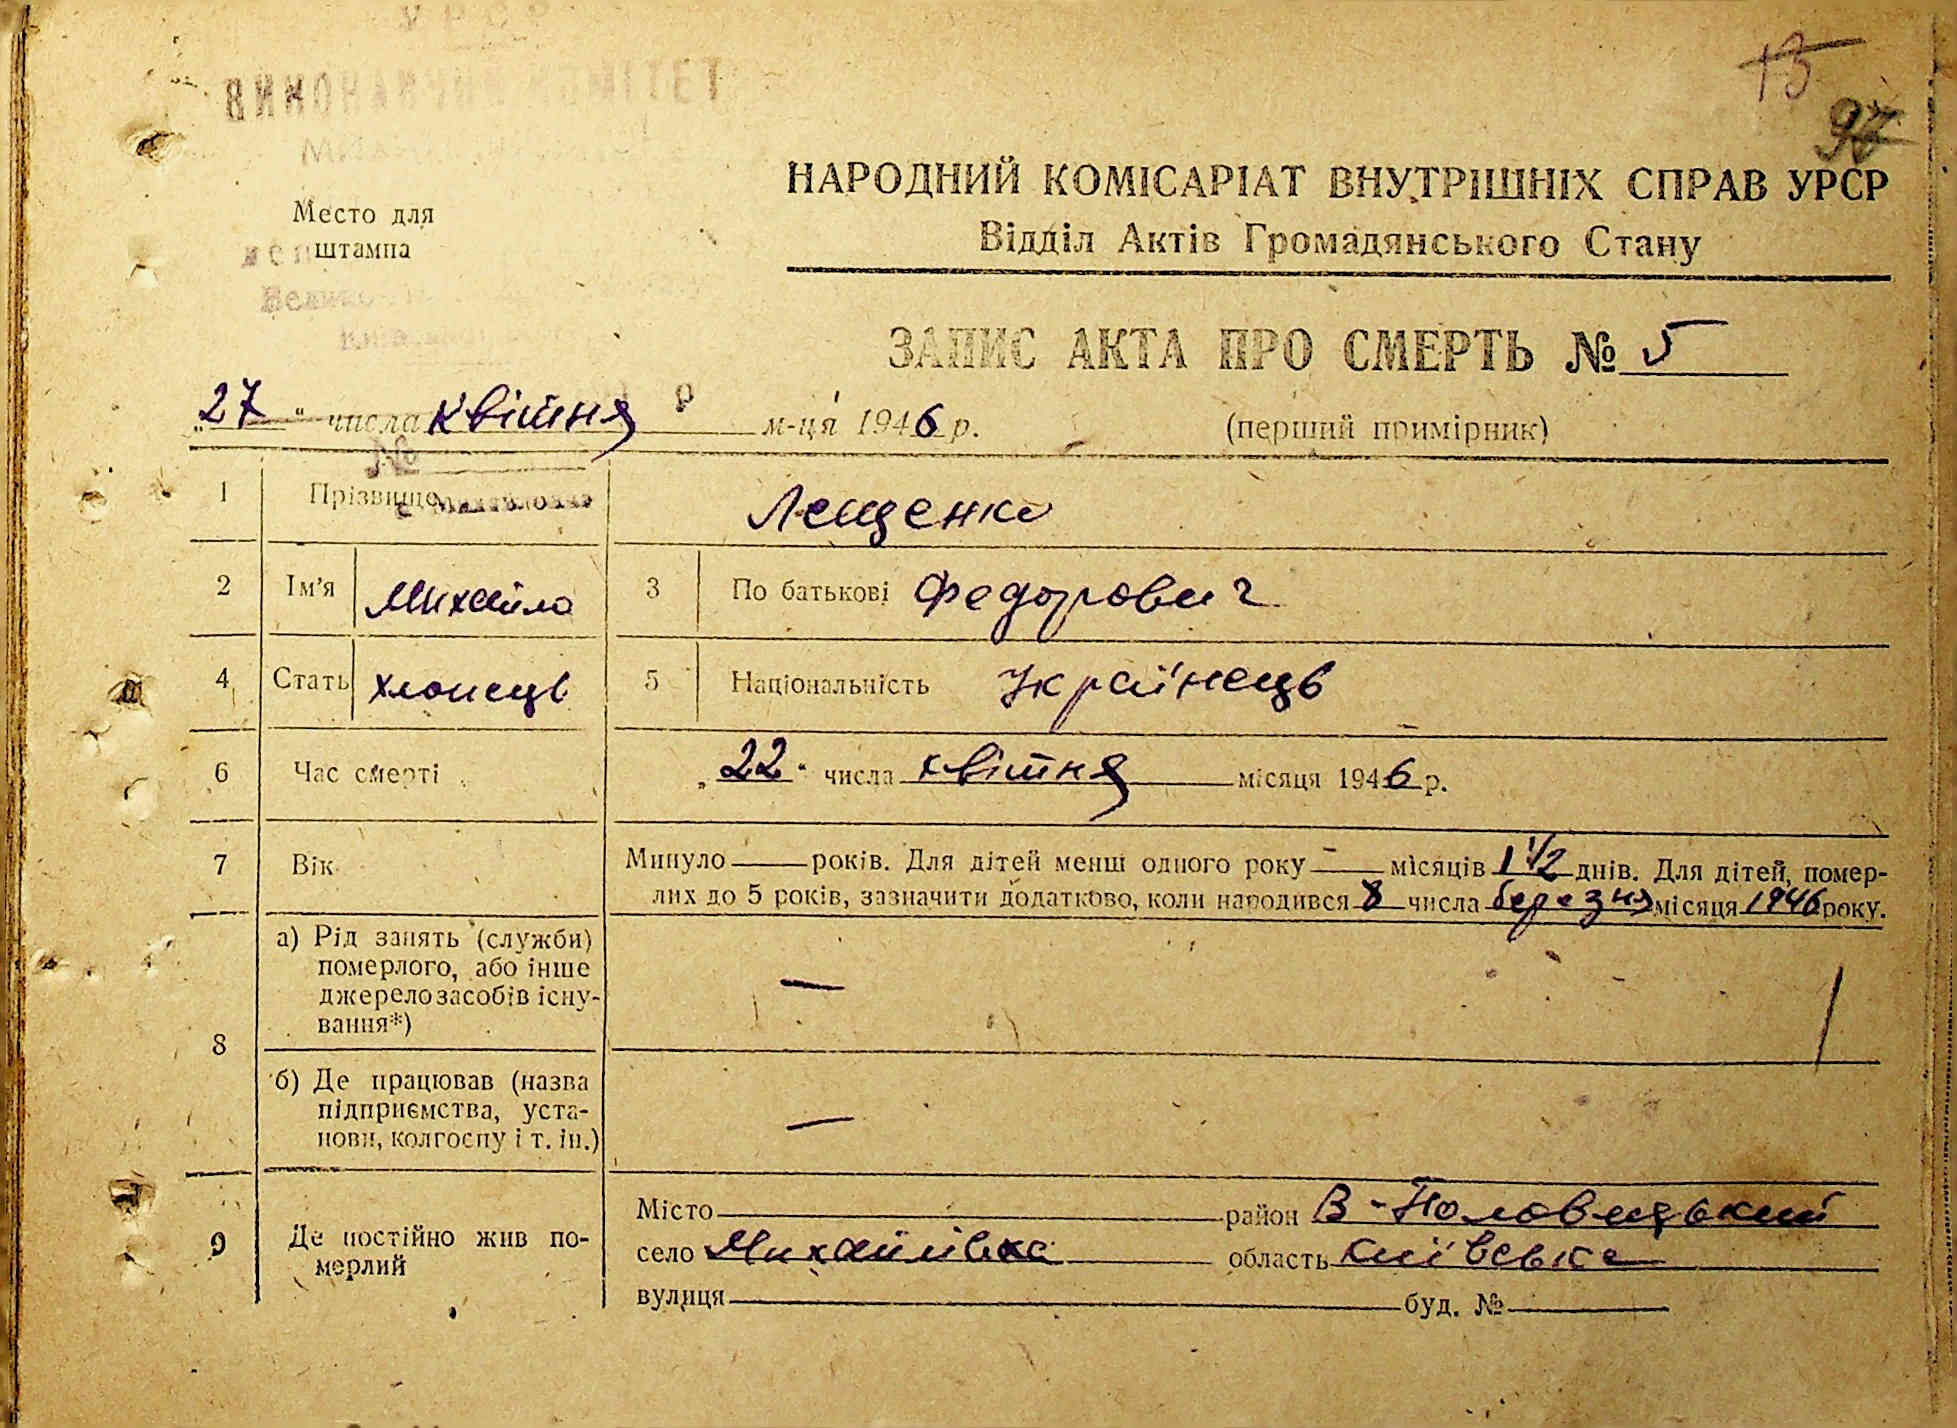 УРСР
ВИКОНАВЧИЙ КОМІТЕТ
13
97
НАРОДНИЙ КОМІСАРІАТ ВНУТРІШНІХ СПРАВ УРСР
Відділ Актів Громадянського Стану
Место для
штампа
ЗАПИС АКТА ПРО СМЕРТЬ № 5
„27“ числа квітня м-ця 1946 р.
(перший примірник)
№
1 Прізвище Лещенко
2 Ім'я Михайло 3 По батькові Федорович
4 Стать хлопець 5 Національність Українець
6 Час смерті „22“ числа квітня місяця 1946 р.
7 Вік Минуло — років. Для дітей менш одного року — місяців 1 1/2 днів. Для дітей, помер-
лих до 5 років, зазначити додатково, коли народився 8 числа березня місяця 1946 року.
8 а) Рід занять (служби)
померлого, або інше
джерело засобів існу-
вання*) —
б) Де працював (назва
підприємства, уста-
нови, колгоспу і т. ін.) —
9 Де постійно жив по-
мерлий
Місто район В-Половецький
село Михайлівка область Київська
вулиця буд. №